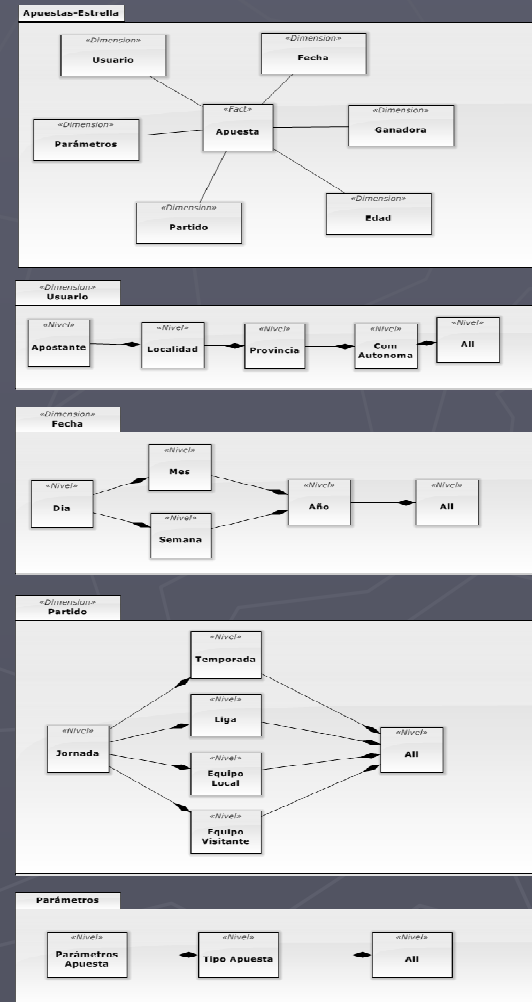 Apuestas-Estrella
«Dimension»
Usuario
«Dimension»
Fecha
«Fact»
Apuesta
«Dimension»
Ganadora
«Dimension»
Parámetros
«Dimension»
Partido
«Dimension»
Edad
«Dimension»
Usuario
«Nivel»
Apostante
«Nivel»
Localidad
«Nivel»
Provincia
«Nivel»
Com
Autonoma
«Nivel»
All
«Dimension»
Fecha
«Nivel»
Dia
«Nivel»
Mes
«Nivel»
Semana
«Nivel»
Año
«Nivel»
All
«Dimension»
Partido
«Nivel»
Jornada
«Nivel»
Temporada
«Nivel»
Liga
«Nivel»
Equipo
Local
«Nivel»
Equipo
Visitante
«Nivel»
All
Parámetros
«Nivel»
Parámetros
Apuesta
«Nivel»
Tipo Apuesta
«Nivel»
All